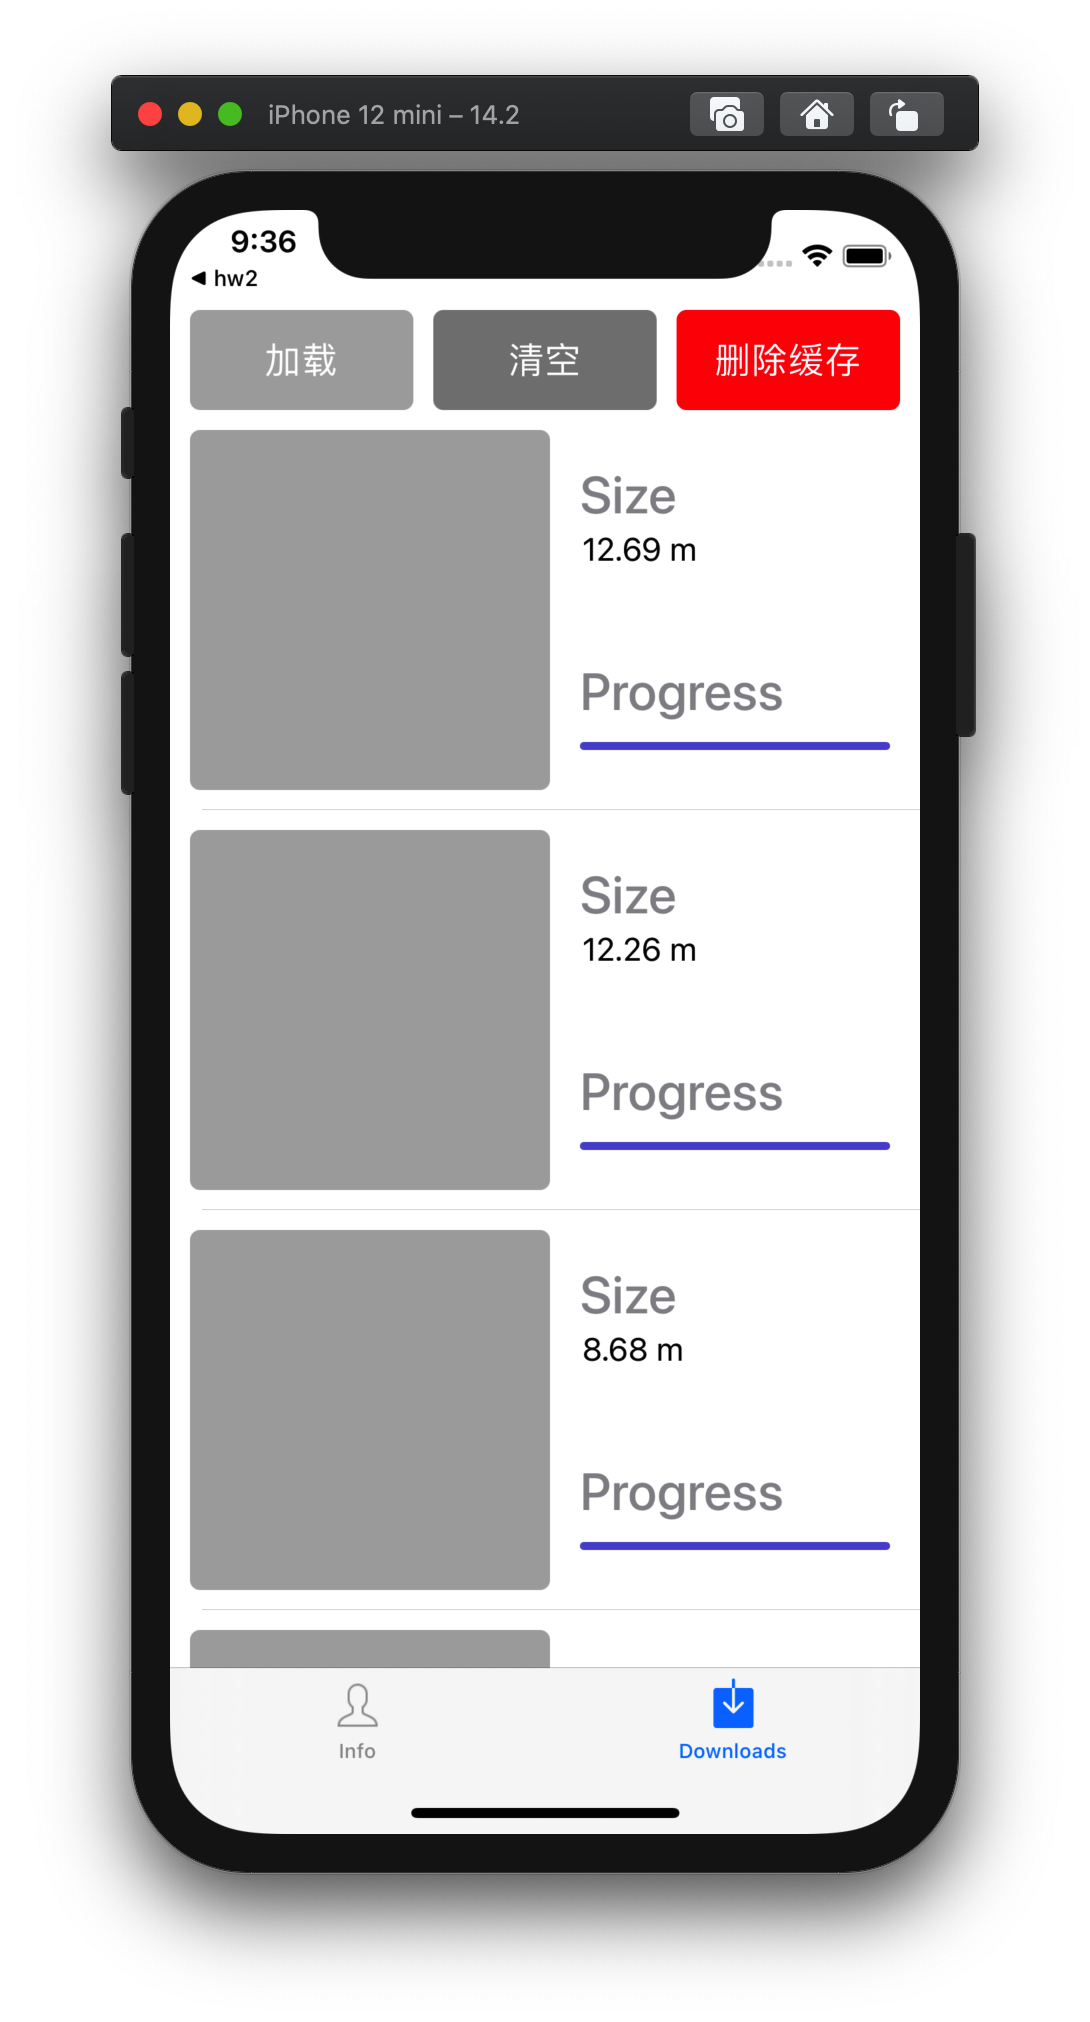 iPhone 12 mini – 14.2
9:36
◀ hw2
加载
清空
删除缓存
Size
12.69 m
Progress
Size
12.26 m
Progress
Size
8.68 m
Progress
Info
Downloads